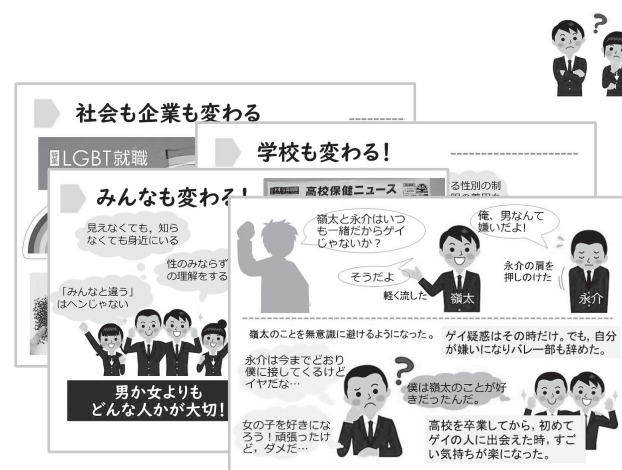 ?
社会も企業も変わる
LGBT就職
学校も変わる!
高校保健ニュース
る性別の制
みんなも変わる!
見えなくても,知ら
なくても身近にいる
性のみならず
の理解をする
「みんなと違う」
はヘンじゃない
男か女よりも
どんな人かが大切!
嶺太と永介はいつ
も一緒だからゲイ
じゃないか?
そうだよ
軽く流した
嶺太
俺、男なんて
嫌いだよ!
永介の肩を
押しのけた
永介
嶺太のことを無意識に避けるようになった。
ゲイ疑惑はその時だけ。でも,自分
が嫌いになりバレー部も辞めた。
永介は今までどおり
僕に接してくるけど
イヤだな…
?
僕は嶺太のことが好
きだったんだ。
女の子を好きにな
ろう!頑張ったけ
ど,ダメだ…
高校を卒業してから,初めて
ゲイの人に出会えた時,すご
い気持ちが楽になった。